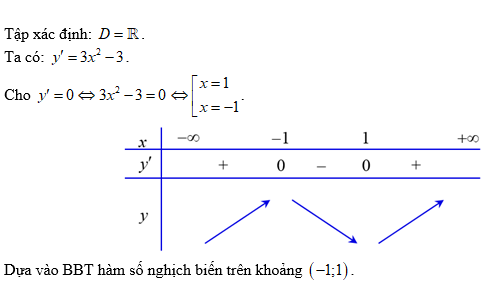 Tập xác định: D = ℝ.
Ta có: y′ = 3x² − 3.
Cho y′ = 0 ⇔ 3x² − 3 = 0 ⇔ [x = 1
x = −1.
x −∞ −1 1 +∞
y′ + 0 − 0 +
y
Dựa vào BBT hàm số nghịch biến trên khoảng (−1;1).